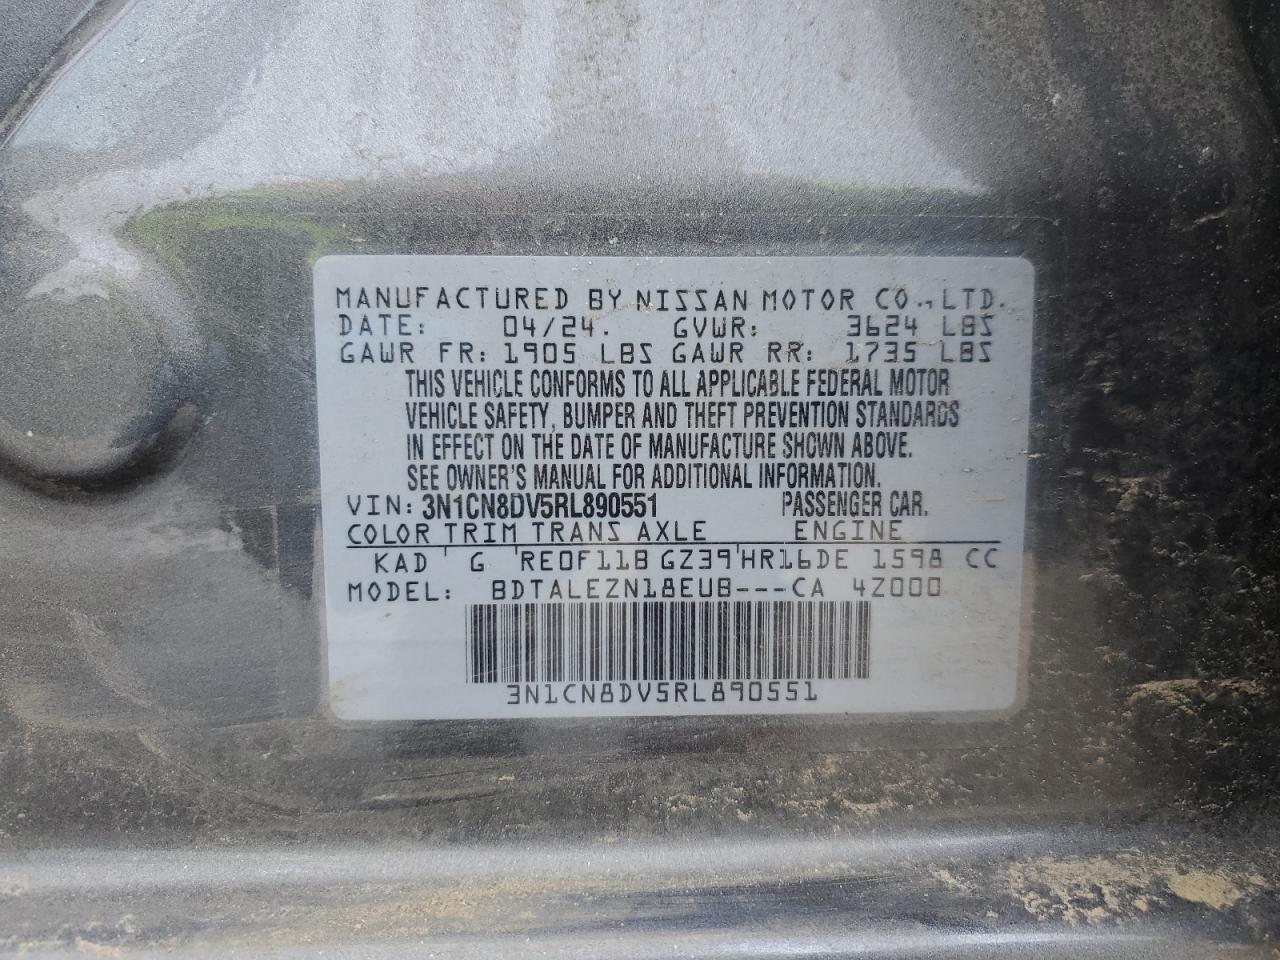 MANUFACTURED BY NISSAN MOTOR CO., LTD.
DATE: 04/24. GVWR: 3624 LBS
GAWR FR: 1905 LBS GAWR RR: 1735 LBS
THIS VEHICLE CONFORMS TO ALL APPLICABLE FEDERAL MOTOR
VEHICLE SAFETY, BUMPER AND THEFT PREVENTION STANDARDS
IN EFFECT ON THE DATE OF MANUFACTURE SHOWN ABOVE.
SEE OWNER'S MANUAL FOR ADDITIONAL INFORMATION.
VIN: 3N1CN8DV5RL890551 PASSENGER CAR.
COLOR TRIM TRANS AXLE ENGINE
KAD ' G ' RE0F11B GZ39'HR16DE 1598 CC
MODEL: BDTALEZN18EUB---CA 4Z000
3N1CN8DV5RL890551